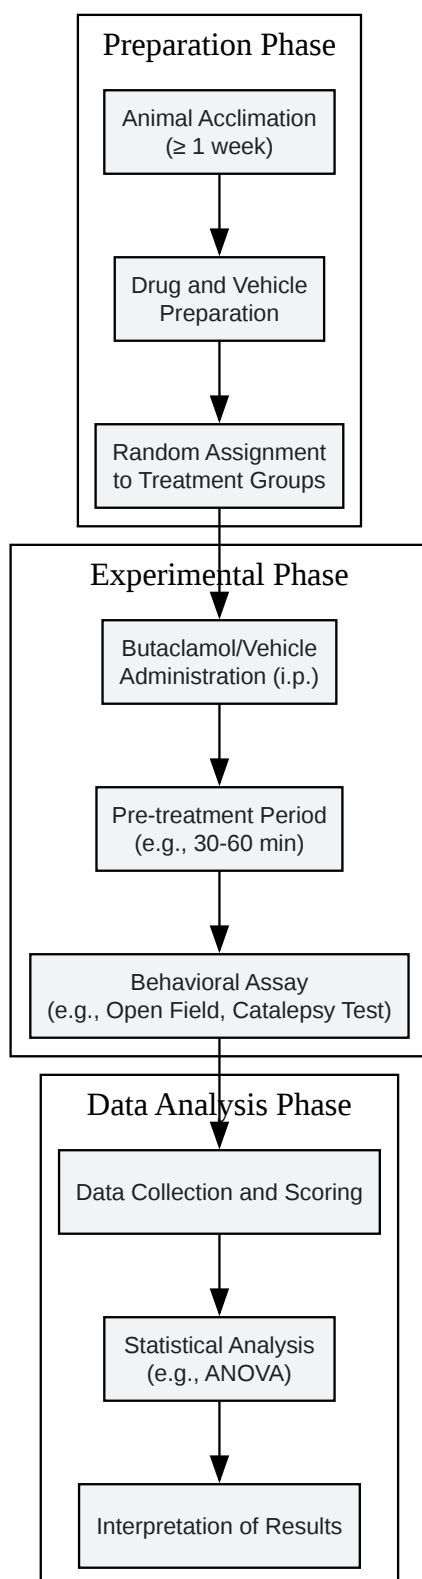 Preparation Phase
Animal Acclimation
(≥ 1 week)
Drug and Vehicle
Preparation
Random Assignment
to Treatment Groups
Experimental Phase
Butaclamol/Vehicle
Administration (i.p.)
Pre-treatment Period
(e.g., 30-60 min)
Behavioral Assay
(e.g., Open Field, Catalepsy Test)
Data Analysis Phase
Data Collection and Scoring
Statistical Analysis
(e.g., ANOVA)
Interpretation of Results